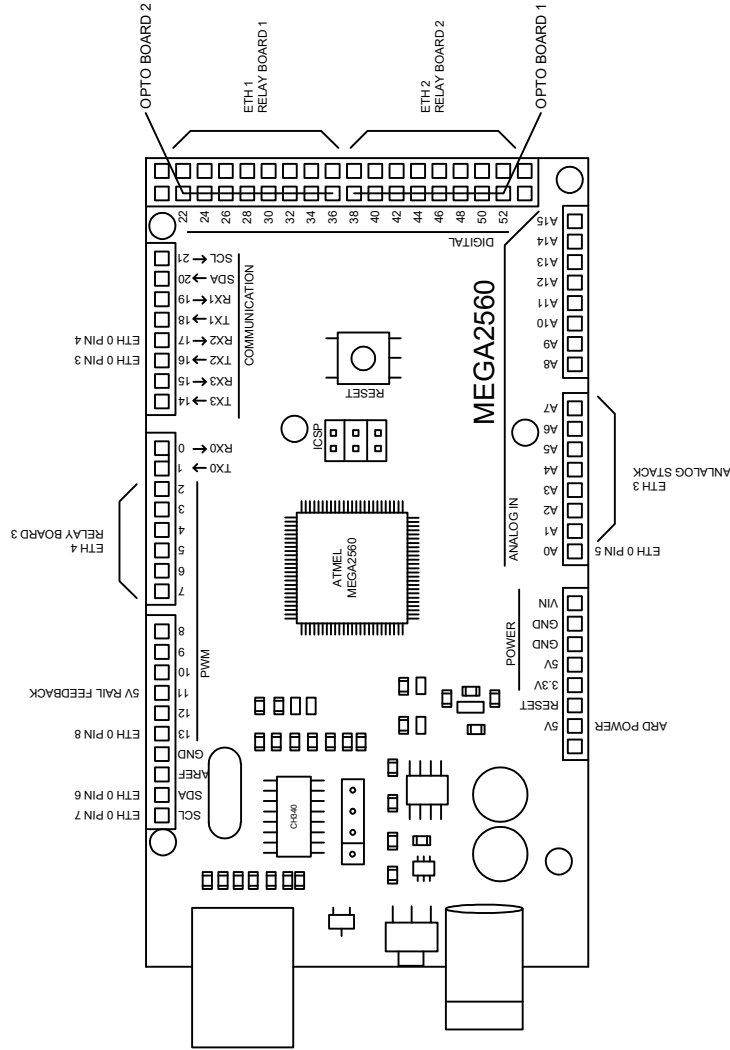 OPTO BOARD 2
ETH 1
RELAY BOARD 1
ETH 2
RELAY BOARD 2
OPTO BOARD 1
22
24
26
28
30
32
34
36
38
40
42
44
46
48
50
52
DIGITAL
SCL 21
SDA 20
RX1 19
TX1 18
RX2 17
TX2 16
RX3 15
TX3 14
COMMUNICATION
ETH 0 PIN 4
ETH 0 PIN 3
RX0 0
TX0 1
2
3
4
5
6
7
ETH 4
RELAY BOARD 3
8
9
10
11
12
13
GND
AREF
SDA
SCL
PWM
5V RAIL FEEDBACK
ETH 0 PIN 8
ETH 0 PIN 6
ETH 0 PIN 7
RESET
ICSP
MEGA2560
ATMEL
MEGA2560
CH340
A15
A14
A13
A12
A11
A10
A9
A8
A7
A6
A5
A4
A3
A2
A1
A0
ANALOG IN
ETH 3
ANLALOG STACK
ETH 0 PIN 5
POWER
VIN
GND
GND
5V
3.3V
RESET
5V
ARD POWER